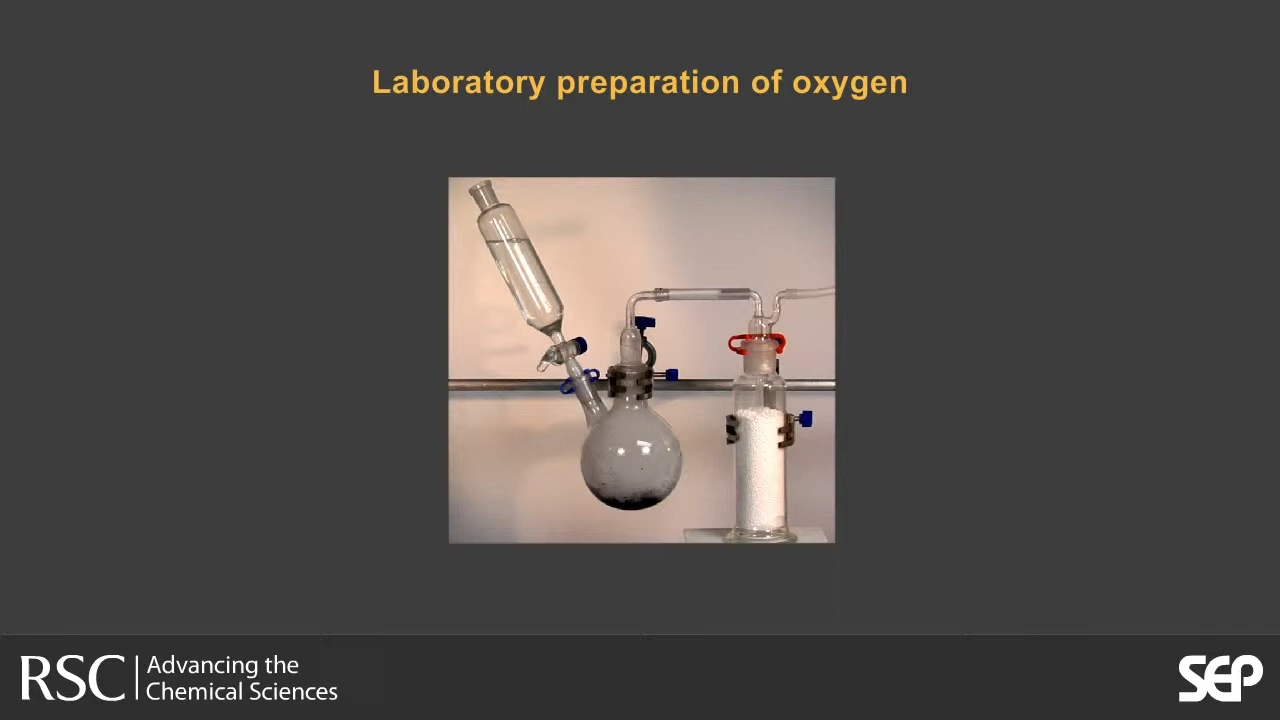 Laboratory preparation of oxygen
RSC
Advancing the
Chemical Sciences
SEP